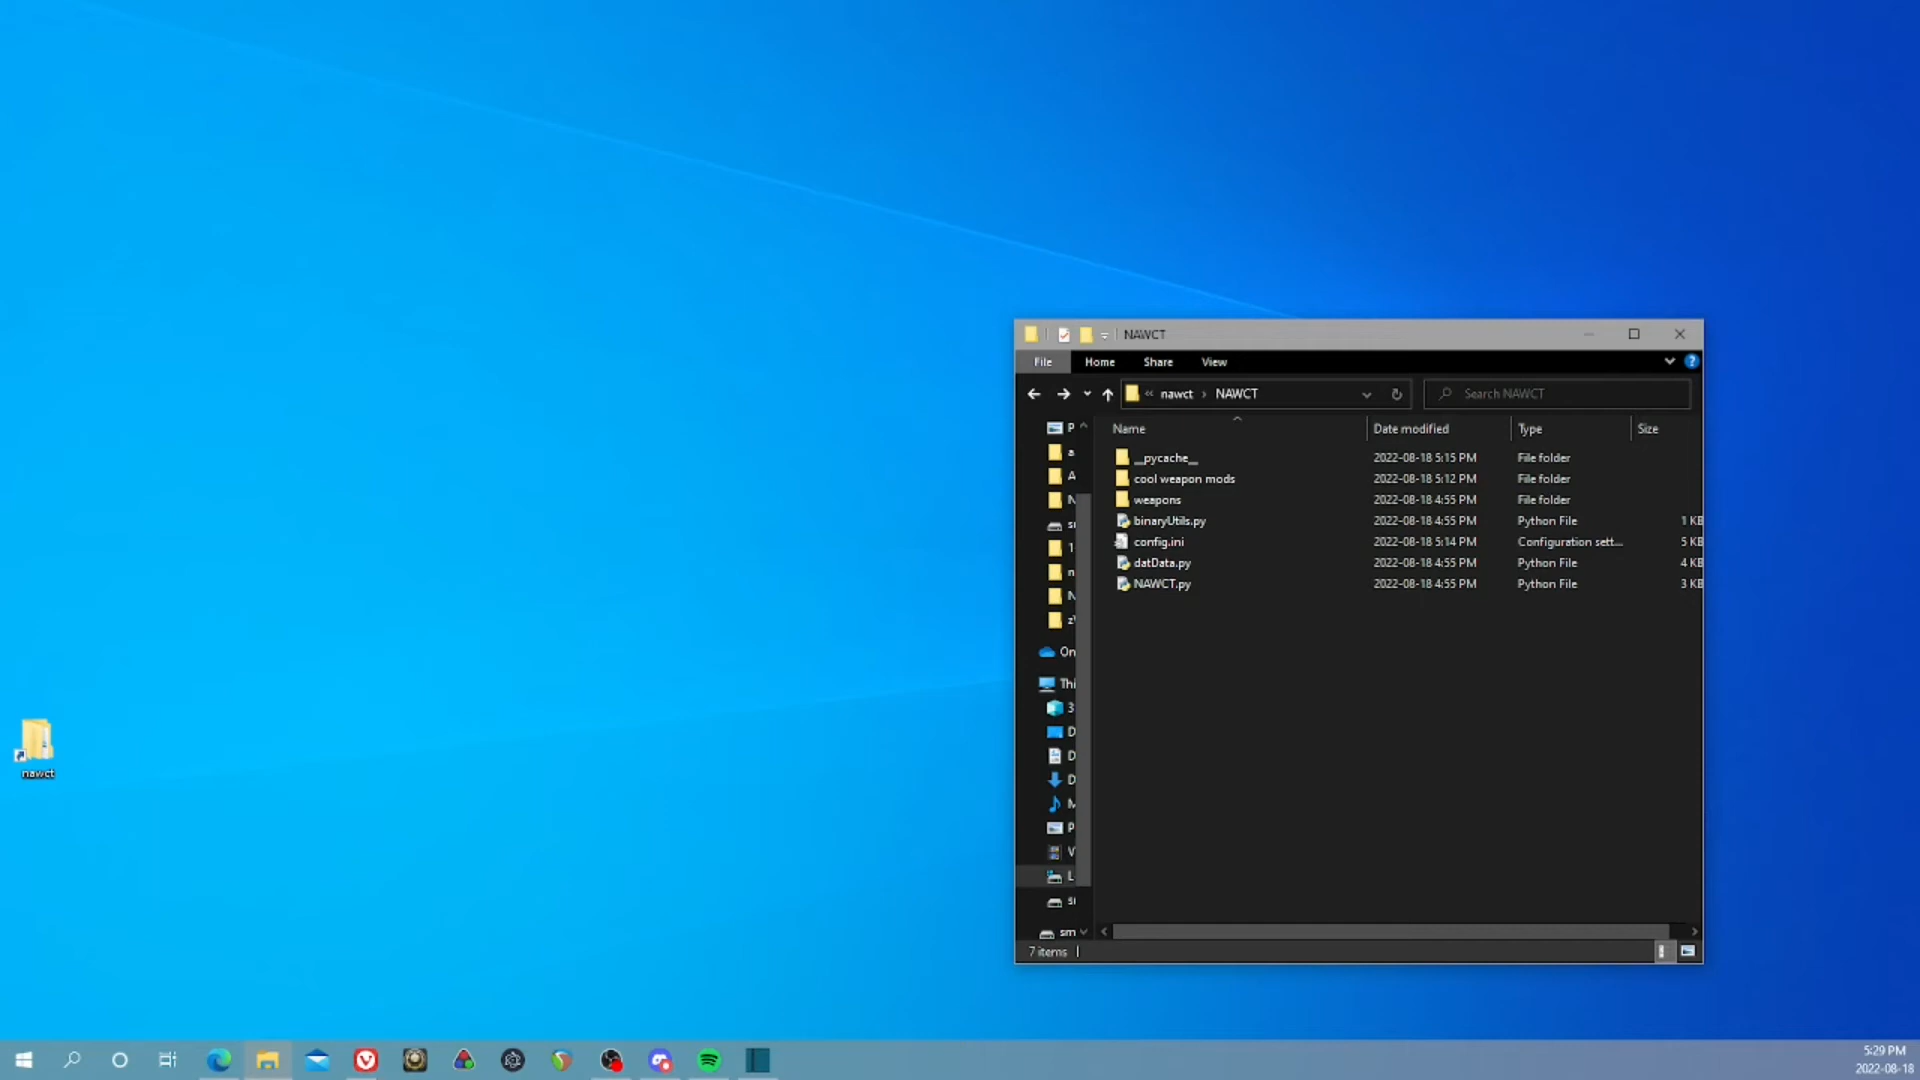 NAWCT
File Home Share View
nawct NAWCT
Search NAWCT
Name Date modified Type Size
__pycache__ 2022-08-18 5:15 PM File folder
cool weapon mods 2022-08-18 5:12 PM File folder
weapons 2022-08-18 4:55 PM File folder
binaryUtils.py 2022-08-18 4:55 PM Python File 1 KB
config.ini 2022-08-18 5:14 PM Configuration sett... 5 KB
datData.py 2022-08-18 4:55 PM Python File 4 KB
NAWCT.py 2022-08-18 4:55 PM Python File 3 KB
P
a
A
N
1
n
N
On
Thi
3
D
D
D
P
V
L
sm
7 items
nawct
5:29 PM
2022-08-18